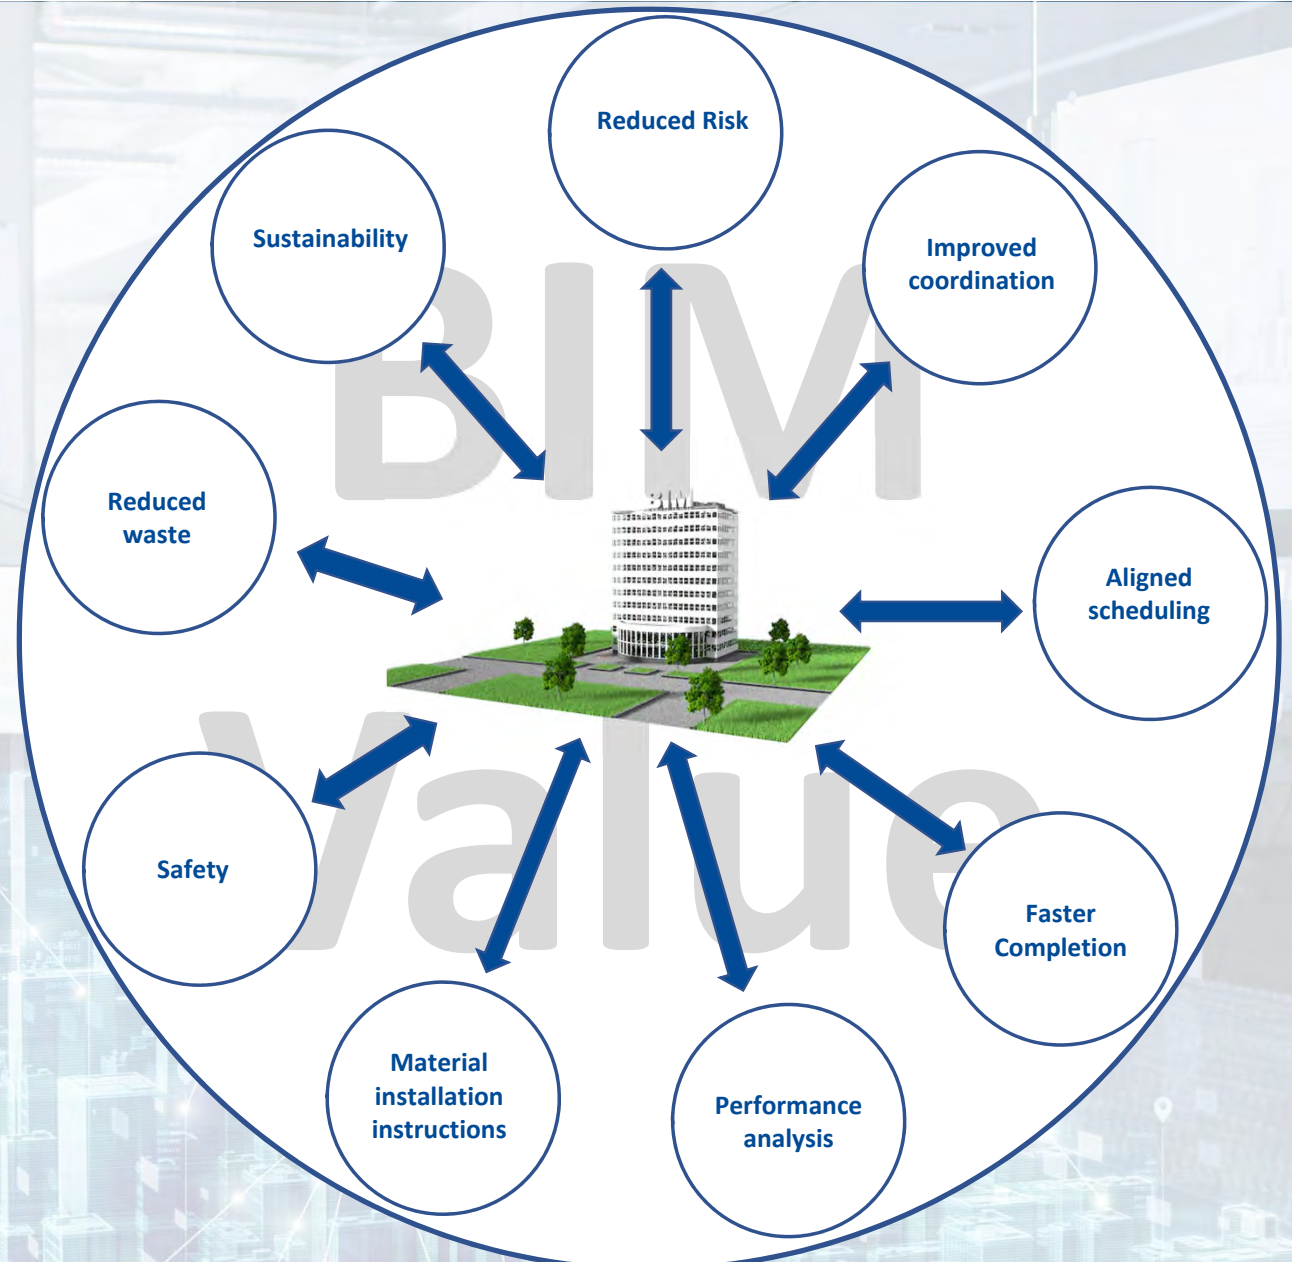 Reduced Risk
Improved
coordination
Sustainability
BIM
Reduced
waste
BIM
Aligned
scheduling
Value
Safety
Faster
Completion
Material
installation
instructions
Performance
analysis